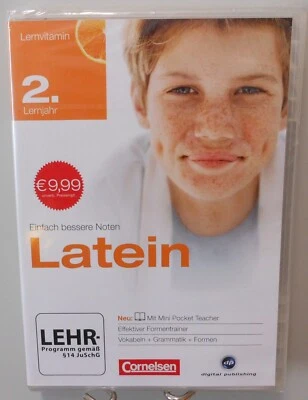 Lernvitamin
2.
Lernjahr
€ 9,99
Einfach bessere Noten
Latein
Neu: Mit Mini Pocket Teacher
Effektiver Formentrainer
Vokabeln + Grammatik + Formen
LEHR-
Programm gemäß
§14 JuSchG
Cornelsen
dp
digital publishing